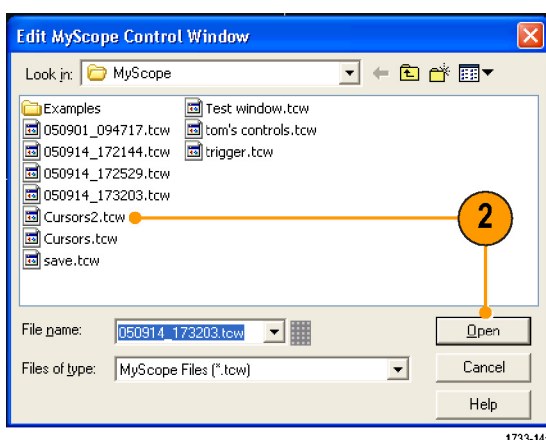 Edit MyScope Control Window
Look in: MyScope
Examples
050901_094717.tcw
050914_172144.tcw
050914_172529.tcw
050914_173203.tcw
Cursors2.tcw
Cursors.tcw
save.tcw
Test window.tcw
tom's controls.tcw
trigger.tcw
2
File name: 050914_173203.tcw
Open
Files of type: MyScope Files (*.tcw)
Cancel
Help